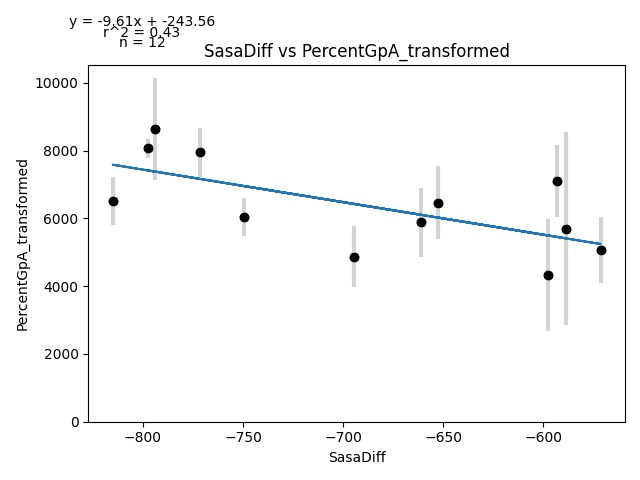 y = -9.61x + -243.56
r^2 = 0.43
n = 12
SasaDiff vs PercentGpA_transformed
10000
8000
6000
4000
2000
0
PercentGpA_transformed
−800
−750
−700
−650
−600
SasaDiff